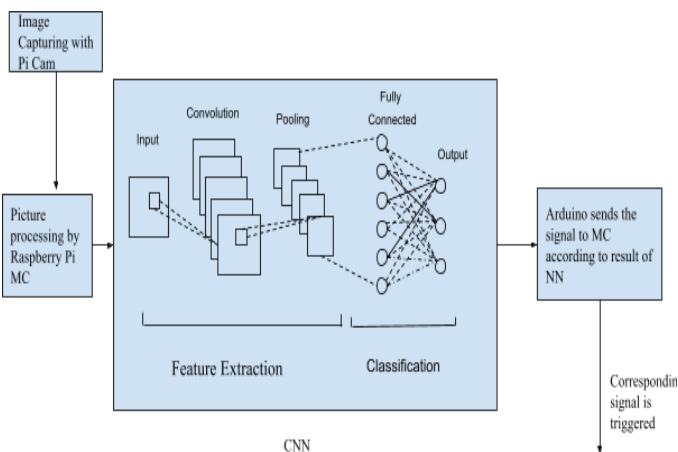 Image
Capturing with
Pi Cam
Picture
processing by
Raspberry Pi
MC
Input
Convolution
Pooling
Fully
Connected
Output
Feature Extraction
Classification
CNN
Arduino sends the
signal to MC
according to result of
NN
Correspondin
signal is
triggered